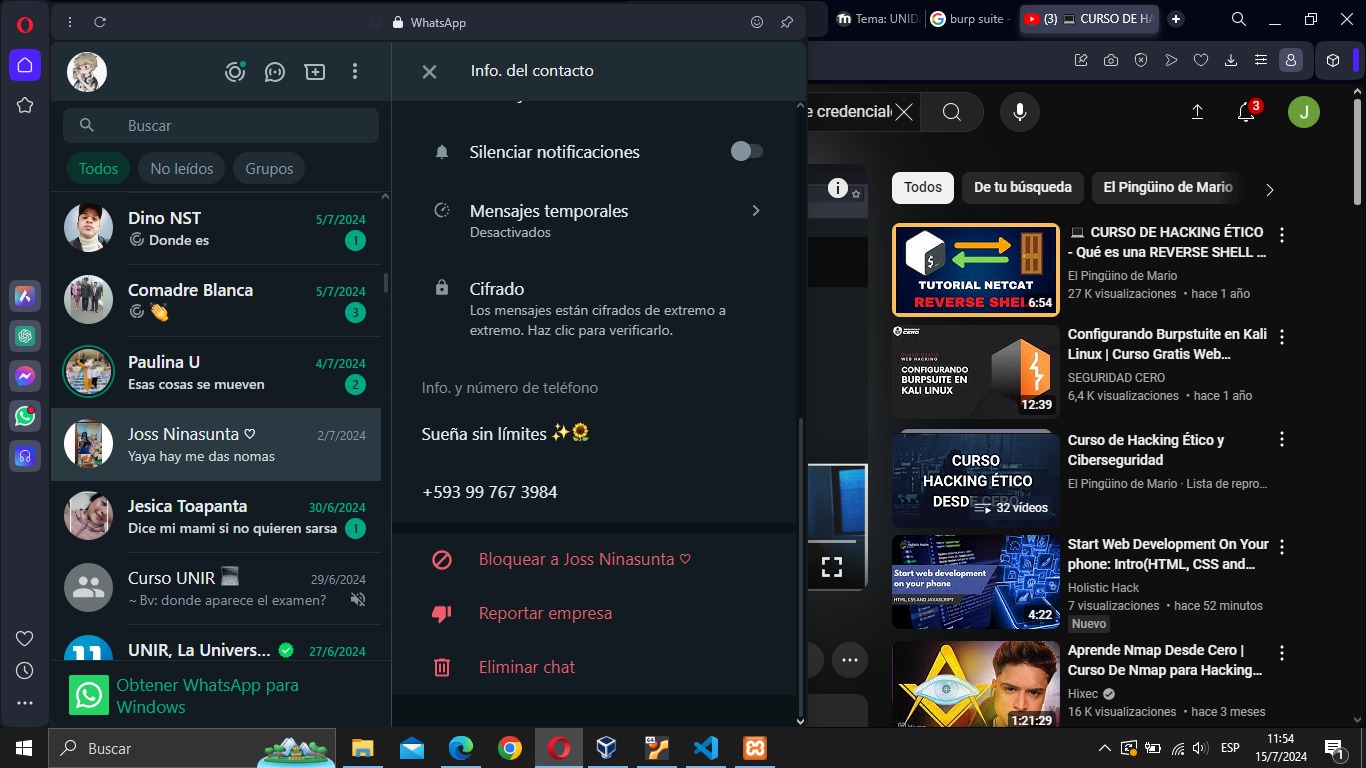 WhatsApp
Tema: UNIDA
burp suite -
(3) 💻 CURSO DE HA
Info. del contacto
Buscar
Todos
No leídos
Grupos
Dino NST
5/7/2024
Donde es
1
Comadre Blanca
5/7/2024
👏
3
Paulina U
4/7/2024
Esas cosas se mueven
2
Joss Ninasunta ♡
2/7/2024
Yaya hay me das nomas
Jesica Toapanta
30/6/2024
Dice mi mami si no quieren sarsa
1
Curso UNIR 💻
29/6/2024
~ Bv: donde aparece el examen?
UNIR, La Univers...
27/6/2024
Obtener WhatsApp para
Windows
Silenciar notificaciones
Mensajes temporales
Desactivados
Cifrado
Los mensajes están cifrados de extremo a
extremo. Haz clic para verificarlo.
Info. y número de teléfono
Sueña sin límites ✨🌻
+593 99 767 3984
Bloquear a Joss Ninasunta ♡
Reportar empresa
Eliminar chat
e credencial
3
J
Todos
De tu búsqueda
El Pingüino de Mario
TUTORIAL NETCAT
REVERSE SHEL
6:54
💻 CURSO DE HACKING ÉTICO
- Qué es una REVERSE SHELL ...
El Pingüino de Mario
27 K visualizaciones • hace 1 año
CONFIGURANDO
BURPSUITE EN
KALI LINUX
12:39
Configurando Burpstuite en Kali
Linux | Curso Gratis Web...
SEGURIDAD CERO
6,4 K visualizaciones • hace 1 año
CURSO
HACKING ÉTICO
DESDE CERO
32 vídeos
Curso de Hacking Ético y
Ciberseguridad
El Pingüino de Mario · Lista de repro...
Start web development
on your phone
HTML, CSS AND JAVASCRIPT
4:22
Start Web Development On Your
phone: Intro(HTML, CSS and...
Holistic Hack
7 visualizaciones • hace 52 minutos
Nuevo
1:21:29
Aprende Nmap Desde Cero |
Curso De Nmap para Hacking...
Hixec
16 K visualizaciones • hace 3 meses
Buscar
ESP
11:54
15/7/2024
1